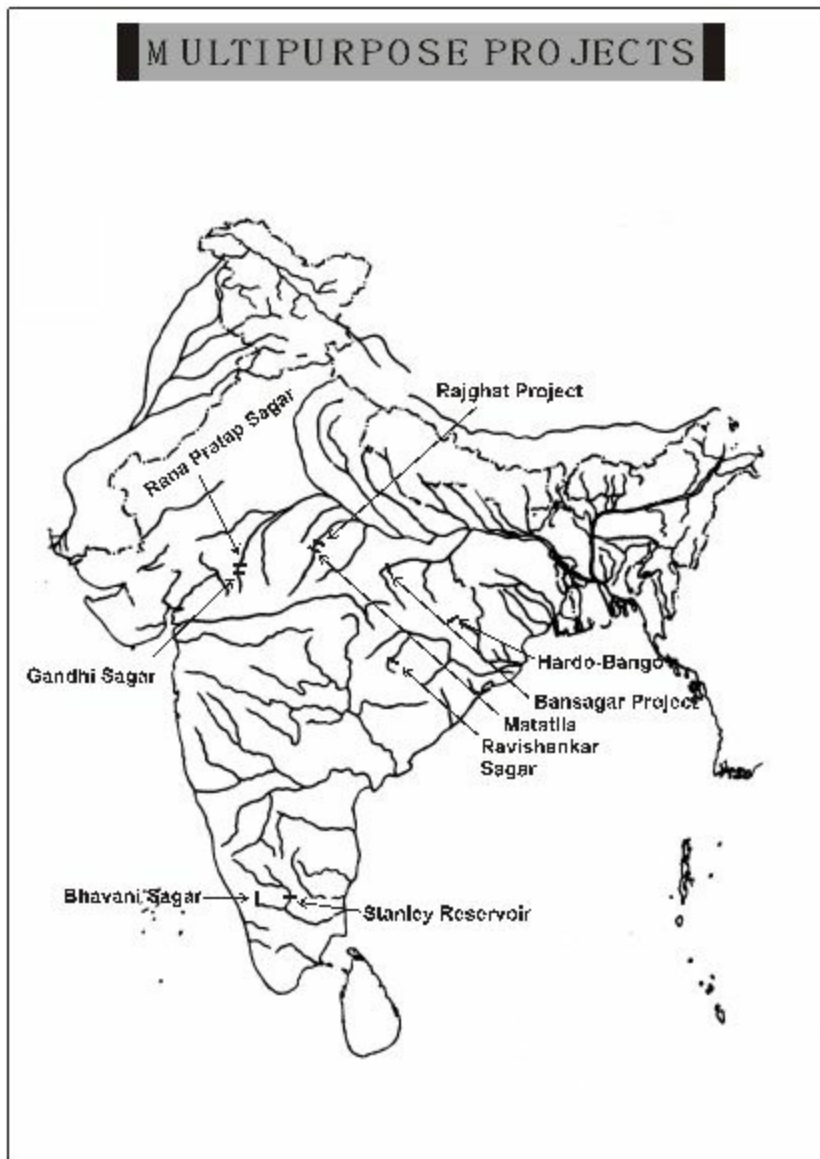 MULTIPURPOSE PROJECTS
Rajghat Project
Rana Pratap Sagar
Gandhi Sagar
Hardo-Bango
Bansagar Project
Matatila
Ravishankar
Sagar
Bhavani Sagar
Stanley Reservoir